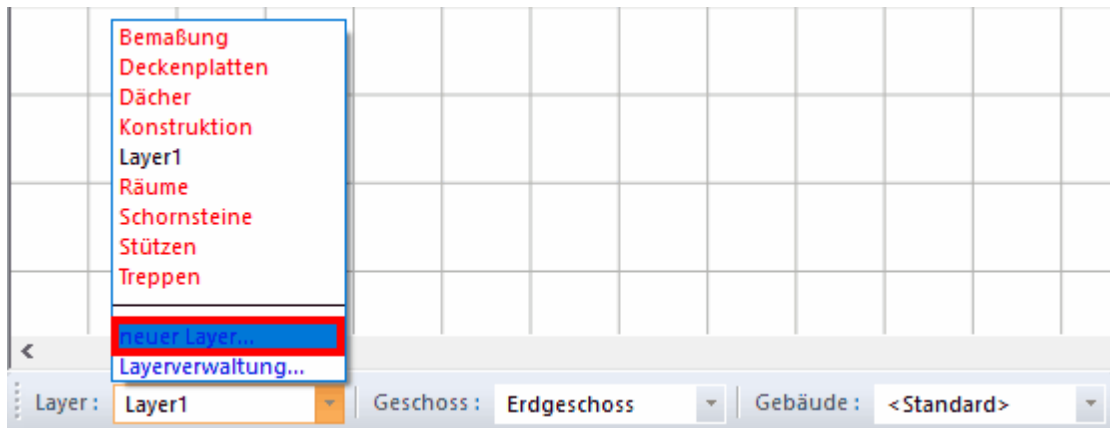 Bemaßung
Deckenplatten
Dächer
Konstruktion
Layer1
Räume
Schornsteine
Stützen
Treppen
neuer Layer...
Layerverwaltung...
Layer: Layer1 Geschoss: Erdgeschoss Gebäude: <Standard>